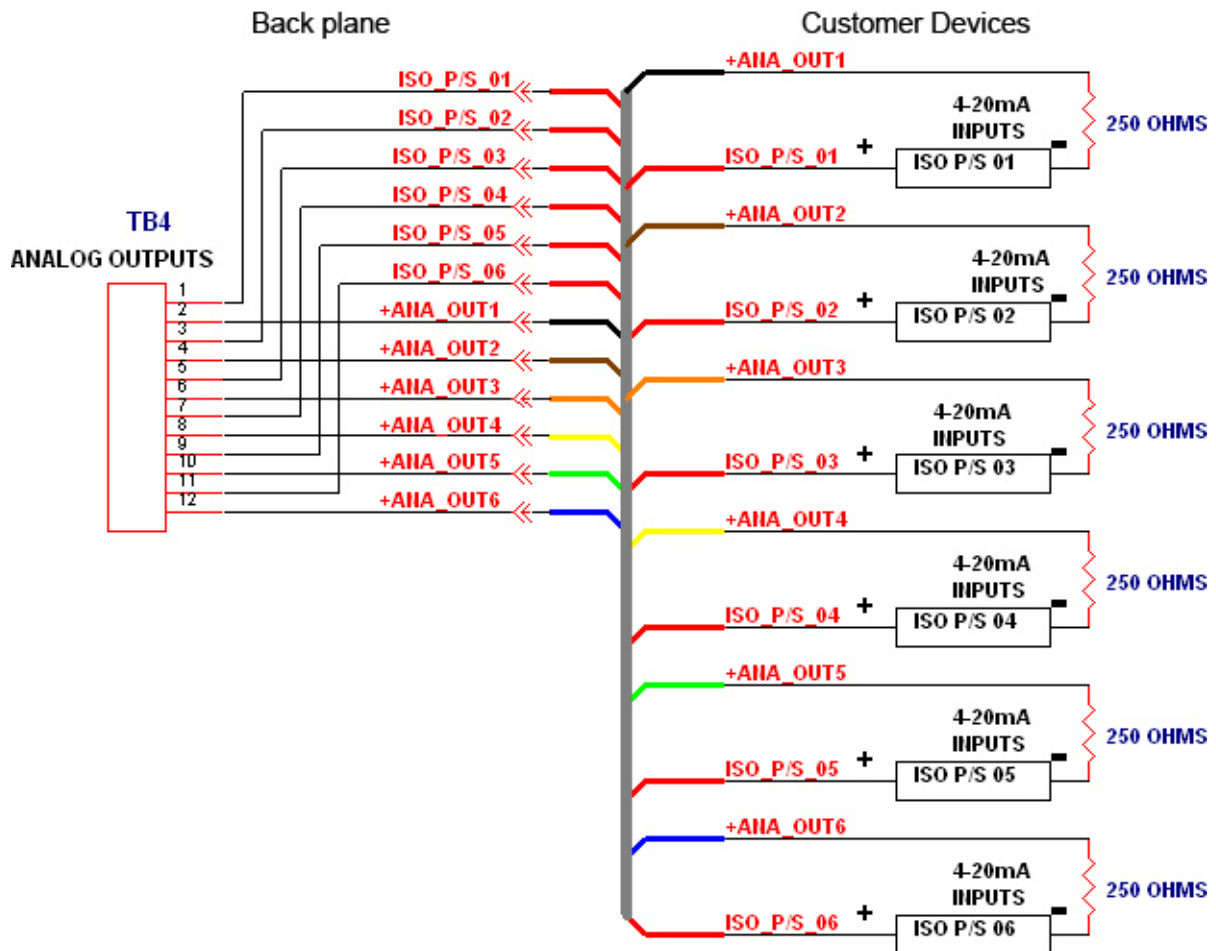 Back plane
Customer Devices
ISO_P/S_01
ISO_P/S_02
ISO_P/S_03
ISO_P/S_04
ISO_P/S_05
ISO_P/S_06
+ANA_OUT1
+ANA_OUT2
+ANA_OUT3
+ANA_OUT4
+ANA_OUT5
+ANA_OUT6
TB4
ANALOG OUTPUTS
1
2
3
4
5
6
7
8
9
10
11
12
+ANA_OUT1
4-20mA
INPUTS
250 OHMS
ISO_P/S_01
+
ISO P/S 01
-
+ANA_OUT2
4-20mA
INPUTS
250 OHMS
ISO_P/S_02
+
ISO P/S 02
-
+ANA_OUT3
4-20mA
INPUTS
250 OHMS
ISO_P/S_03
+
ISO P/S 03
-
+ANA_OUT4
4-20mA
INPUTS
250 OHMS
ISO_P/S_04
+
ISO P/S 04
-
+ANA_OUT5
4-20mA
INPUTS
250 OHMS
ISO_P/S_05
+
ISO P/S 05
-
+ANA_OUT6
4-20mA
INPUTS
250 OHMS
ISO_P/S_06
+
ISO P/S 06
-